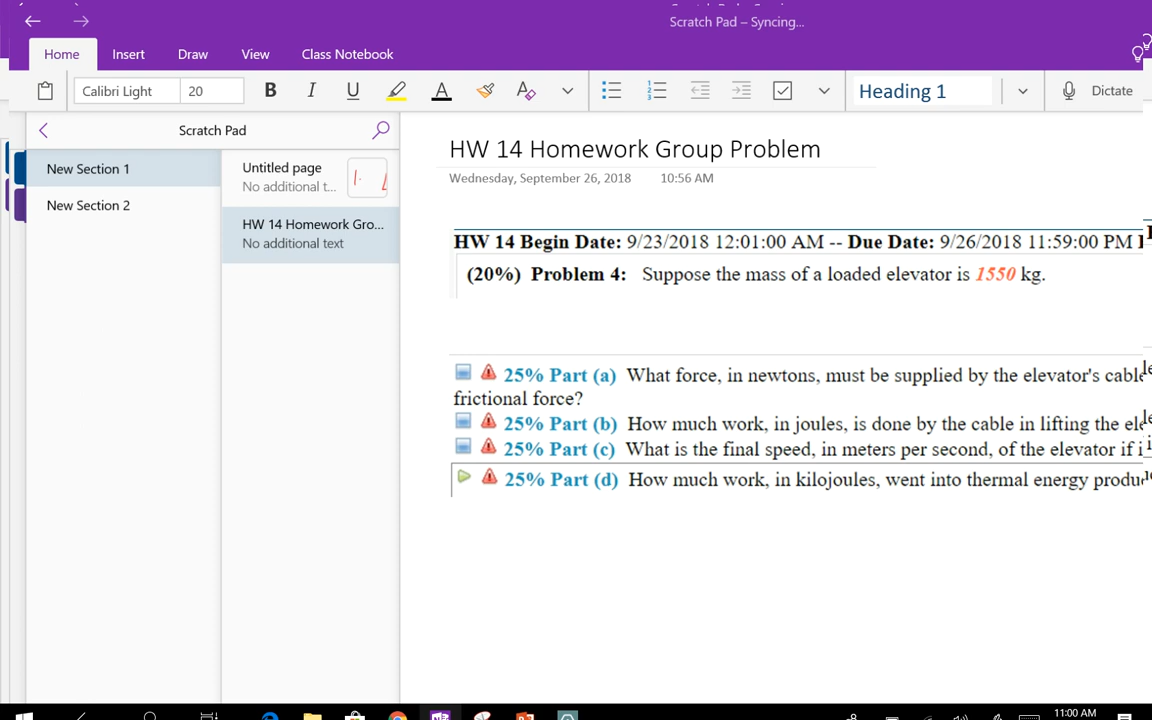 Scratch Pad – Syncing...
Home Insert Draw View Class Notebook
Calibri Light 20 B I U A Heading 1 Dictate
Scratch Pad
New Section 1
New Section 2
Untitled page
No additional t...
HW 14 Homework Gro...
No additional text
HW 14 Homework Group Problem
Wednesday, September 26, 2018 10:56 AM
HW 14 Begin Date: 9/23/2018 12:01:00 AM -- Due Date: 9/26/2018 11:59:00 PM
(20%) Problem 4: Suppose the mass of a loaded elevator is 1550 kg.
25% Part (a) What force, in newtons, must be supplied by the elevator's cable
frictional force?
25% Part (b) How much work, in joules, is done by the cable in lifting the ele
25% Part (c) What is the final speed, in meters per second, of the elevator if i
25% Part (d) How much work, in kilojoules, went into thermal energy produ
11:00 AM